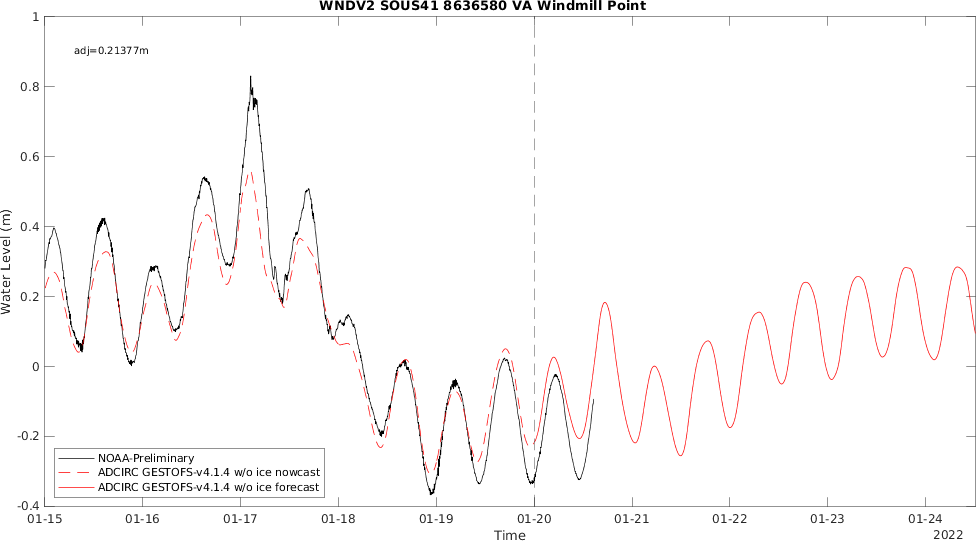 WNDV2 SOUS41 8636580 VA Windmill Point
adj=0.21377m
1
0.8
0.6
0.4
0.2
0
-0.2
-0.4
Water Level (m)
NOAA-Preliminary
ADCIRC GESTOFS-v4.1.4 w/o ice nowcast
ADCIRC GESTOFS-v4.1.4 w/o ice forecast
01-15 01-16 01-17 01-18 01-19 01-20 01-21 01-22 01-23 01-24
Time
2022